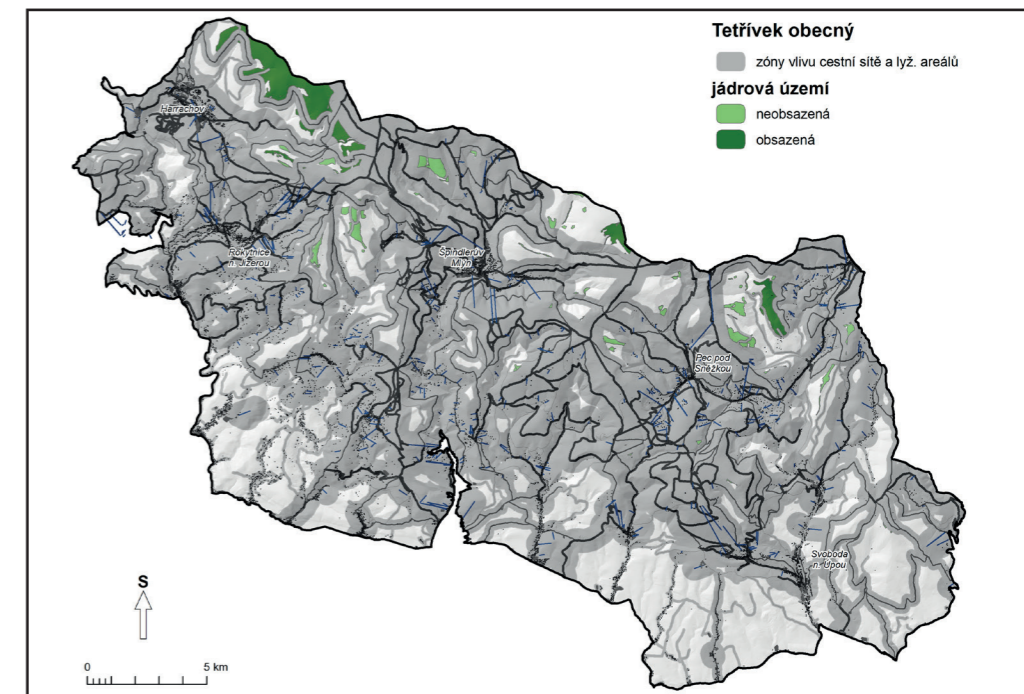 Tetřívek obecný
zóny vlivu cestní sítě a lyž. areálů
jádrová území
neobsazená
obsazená
Harrachov
Rokytnice
n. Jizerou
Špindlerův
Mlýn
Pec pod
Sněžkou
Svoboda
n. Úpou
S
0 5 km